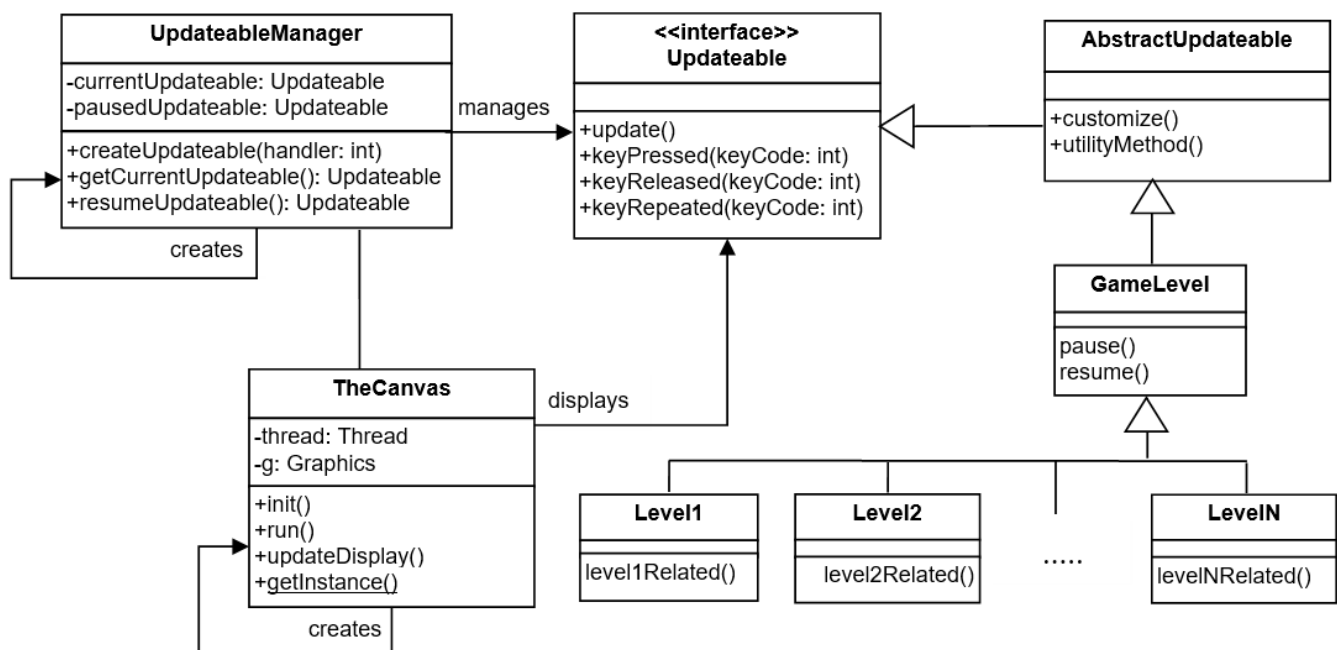 UpdateableManager
-currentUpdateable: Updateable
-pausedUpdateable: Updateable
+createUpdateable(handler: int)
+getCurrentUpdateable(): Updateable
+resumeUpdateable(): Updateable
creates
manages
<<interface>>
Updateable
+update()
+keyPressed(keyCode: int)
+keyReleased(keyCode: int)
+keyRepeated(keyCode: int)
AbstractUpdateable
+customize()
+utilityMethod()
GameLevel
pause()
resume()
TheCanvas
-thread: Thread
-g: Graphics
+init()
+run()
+updateDisplay()
+getInstance()
creates
displays
Level1
level1Related()
Level2
level2Related()
.....
LevelN
levelNRelated()